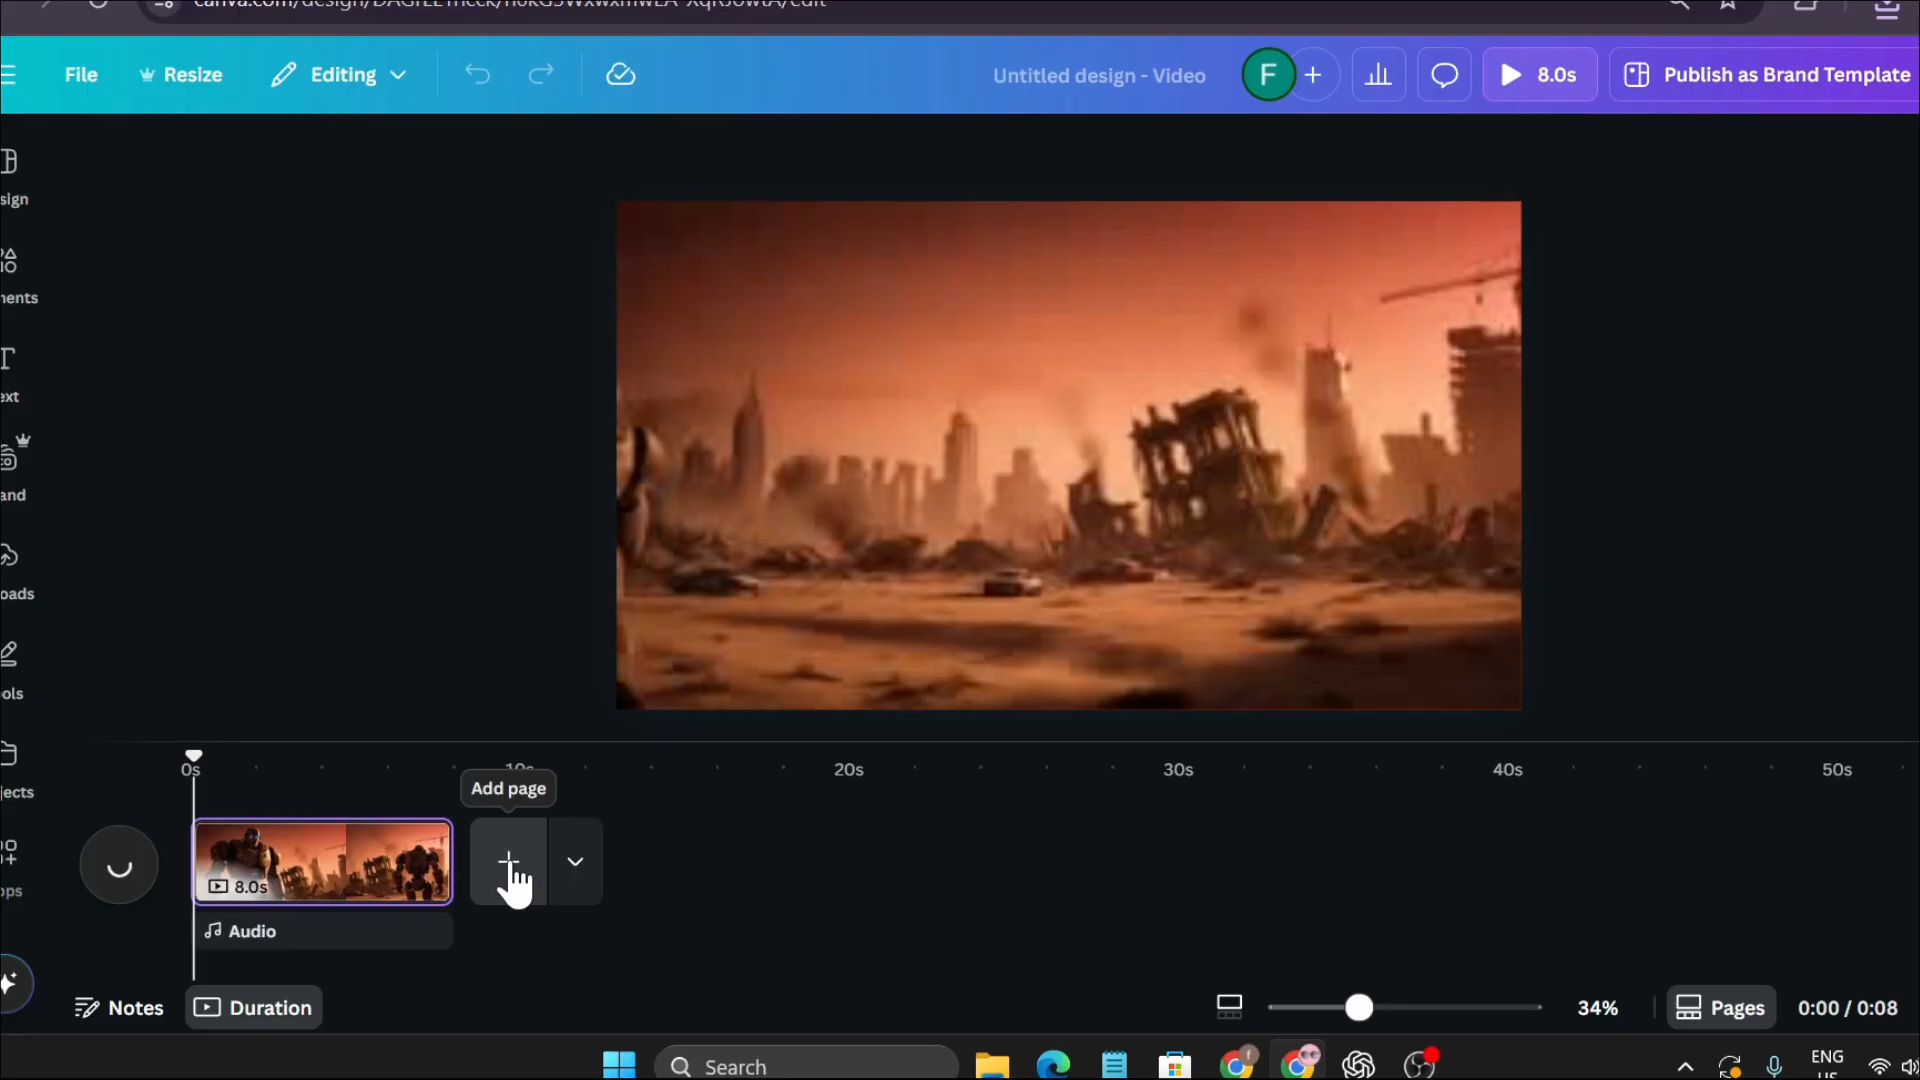 File
Resize
Editing
Untitled design - Video
F
8.0s
Publish as Brand Template
sign
ents
ext
and
oads
ols
jects
ps
0s
20s
30s
40s
50s
Add page
8.0s
Audio
Notes
Duration
34%
Pages
0:00 / 0:08
Search
ENG